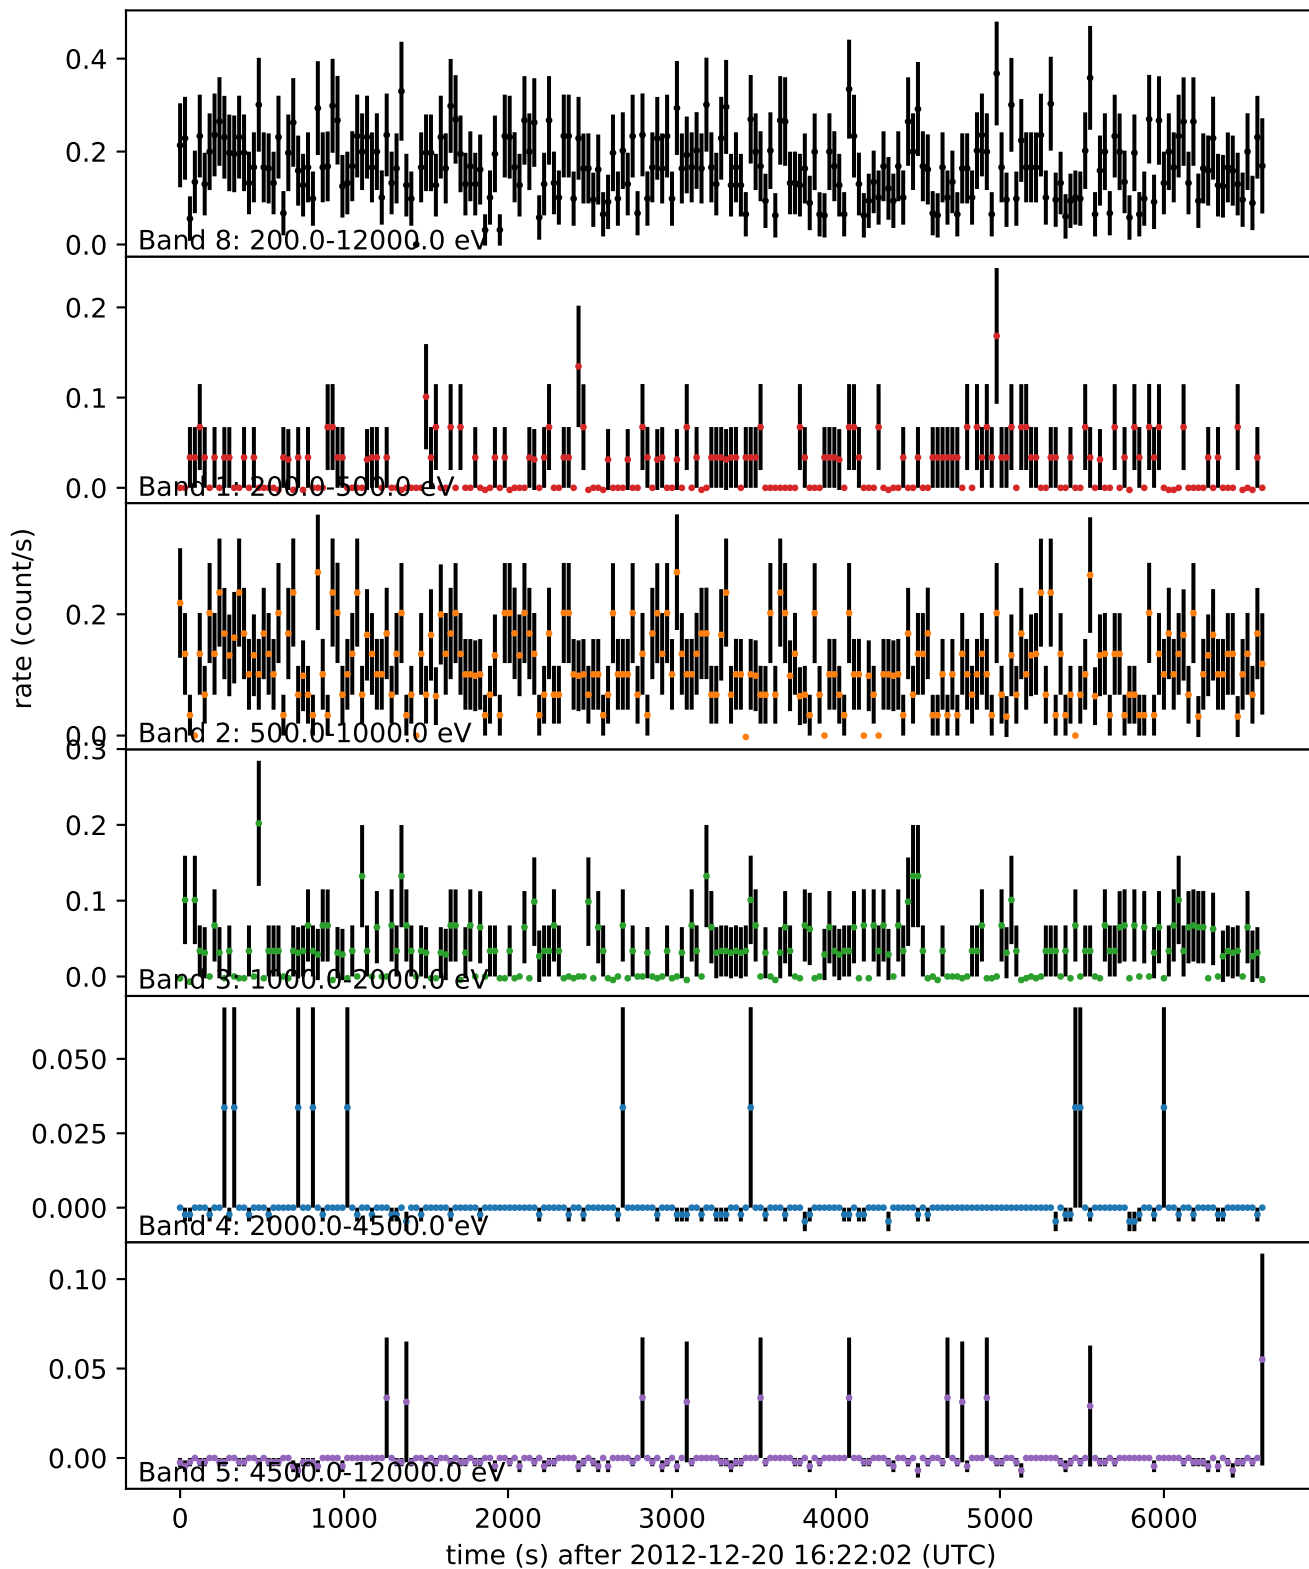 0.4
0.2
0.0
Band 8: 200.0-12000.0 eV
0.2
0.1
0.0
Band 1: 200.0-500.0 eV
0.2
0.0
Band 2: 500.0-1000.0 eV
rate (count/s)
0.3
0.2
0.1
0.0
Band 3: 1000.0-2000.0 eV
0.050
0.025
0.000
Band 4: 2000.0-4500.0 eV
0.10
0.05
0.00
Band 5: 4500.0-12000.0 eV
0 1000 2000 3000 4000 5000 6000
time (s) after 2012-12-20 16:22:02 (UTC)